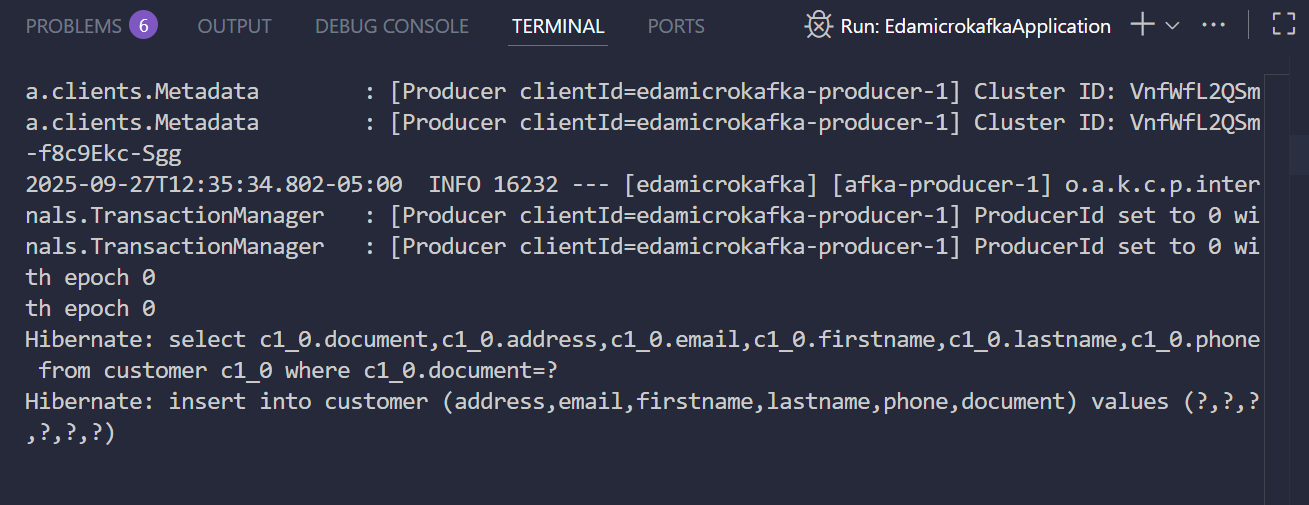 PROBLEMS 6 OUTPUT DEBUG CONSOLE TERMINAL PORTS Run: EdamicrokafkaApplication
a.clients.Metadata        : [Producer clientId=edamicrokafka-producer-1] Cluster ID: VnfWfL2QSm
a.clients.Metadata        : [Producer clientId=edamicrokafka-producer-1] Cluster ID: VnfWfL2QSm
-f8c9Ekc-Sgg
2025-09-27T12:35:34.802-05:00  INFO 16232 --- [edamicrokafka] [afka-producer-1] o.a.k.c.p.inter
nals.TransactionManager   : [Producer clientId=edamicrokafka-producer-1] ProducerId set to 0 wi
nals.TransactionManager   : [Producer clientId=edamicrokafka-producer-1] ProducerId set to 0 wi
th epoch 0
th epoch 0
Hibernate: select c1_0.document,c1_0.address,c1_0.email,c1_0.firstname,c1_0.lastname,c1_0.phone
 from customer c1_0 where c1_0.document=?
Hibernate: insert into customer (address,email,firstname,lastname,phone,document) values (?,?,?
,?,?,?)